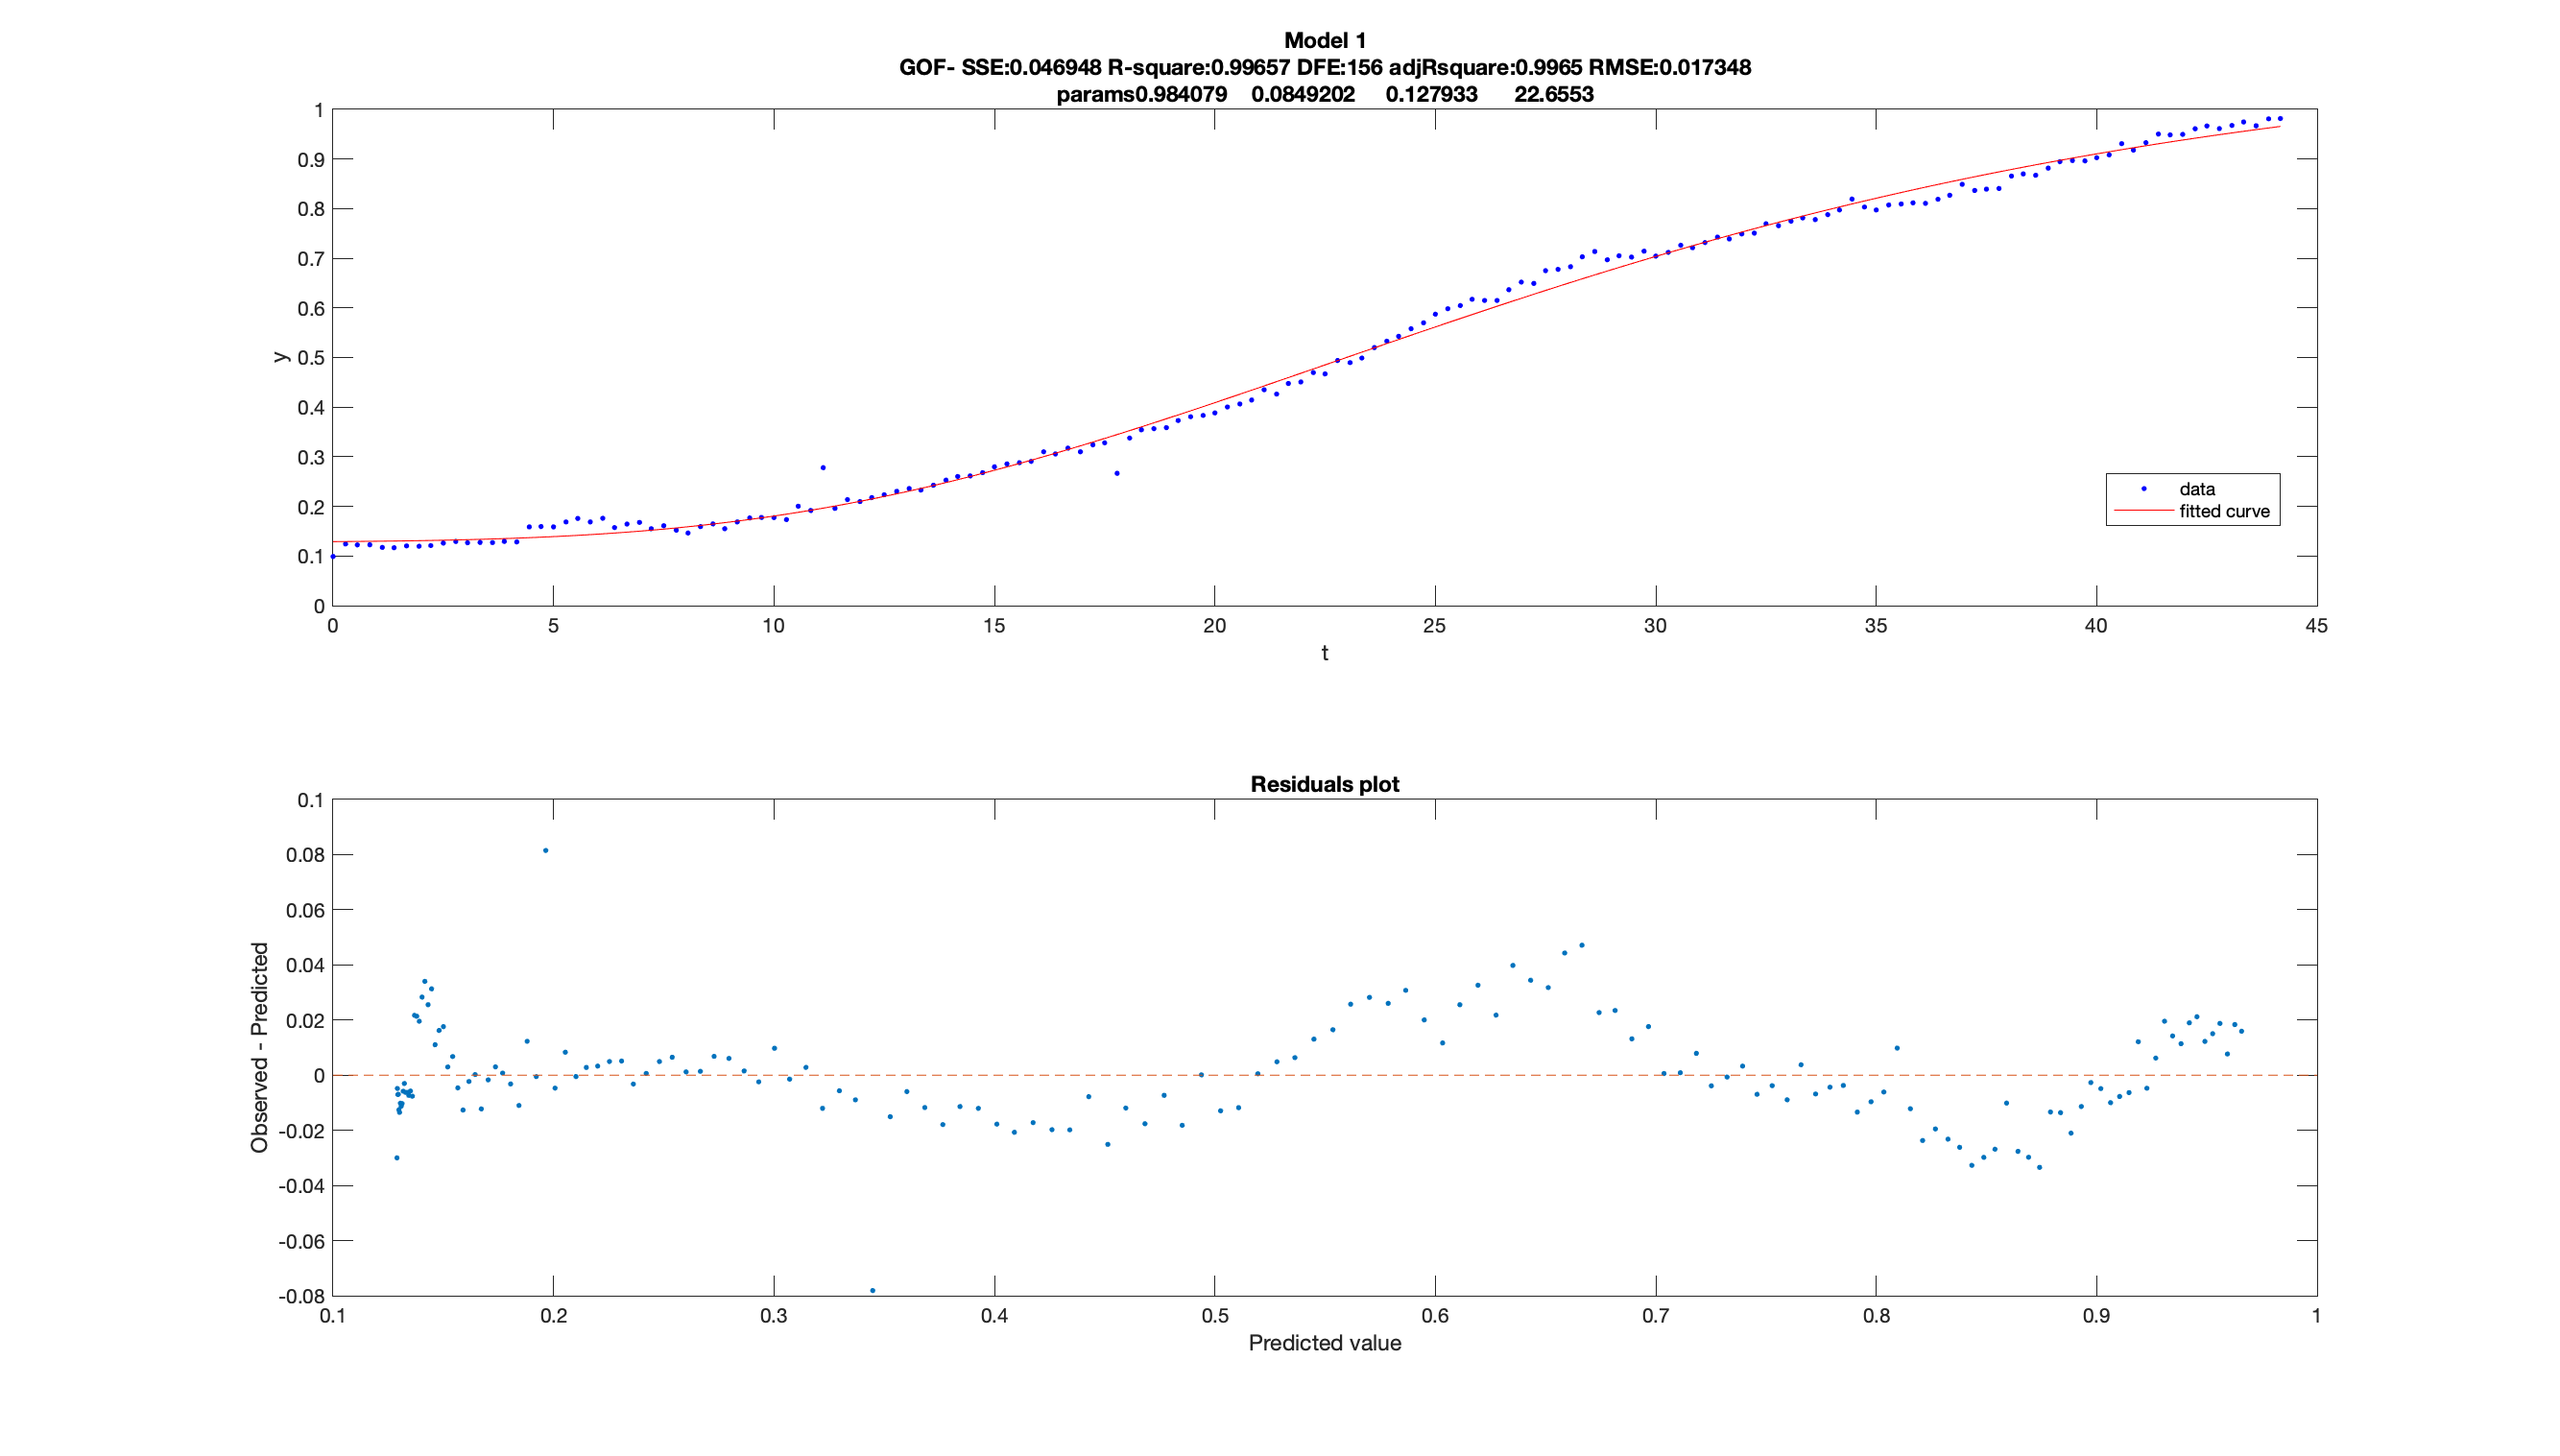 Model 1
GOF- SSE:0.046948 R-square:0.99657 DFE:156 adjRsquare:0.9965 RMSE:0.017348
params0.984079 0.0849202 0.127933 22.6553
1
0.9
0.8
0.7
0.6
0.5
0.4
0.3
0.2
0.1
0
y
data
fitted curve
0 5 10 15 20 25 30 35 40 45
t
Residuals plot
0.1
0.08
0.06
0.04
0.02
0
-0.02
-0.04
-0.06
-0.08
Observed - Predicted
0.1 0.2 0.3 0.4 0.5 0.6 0.7 0.8 0.9 1
Predicted value